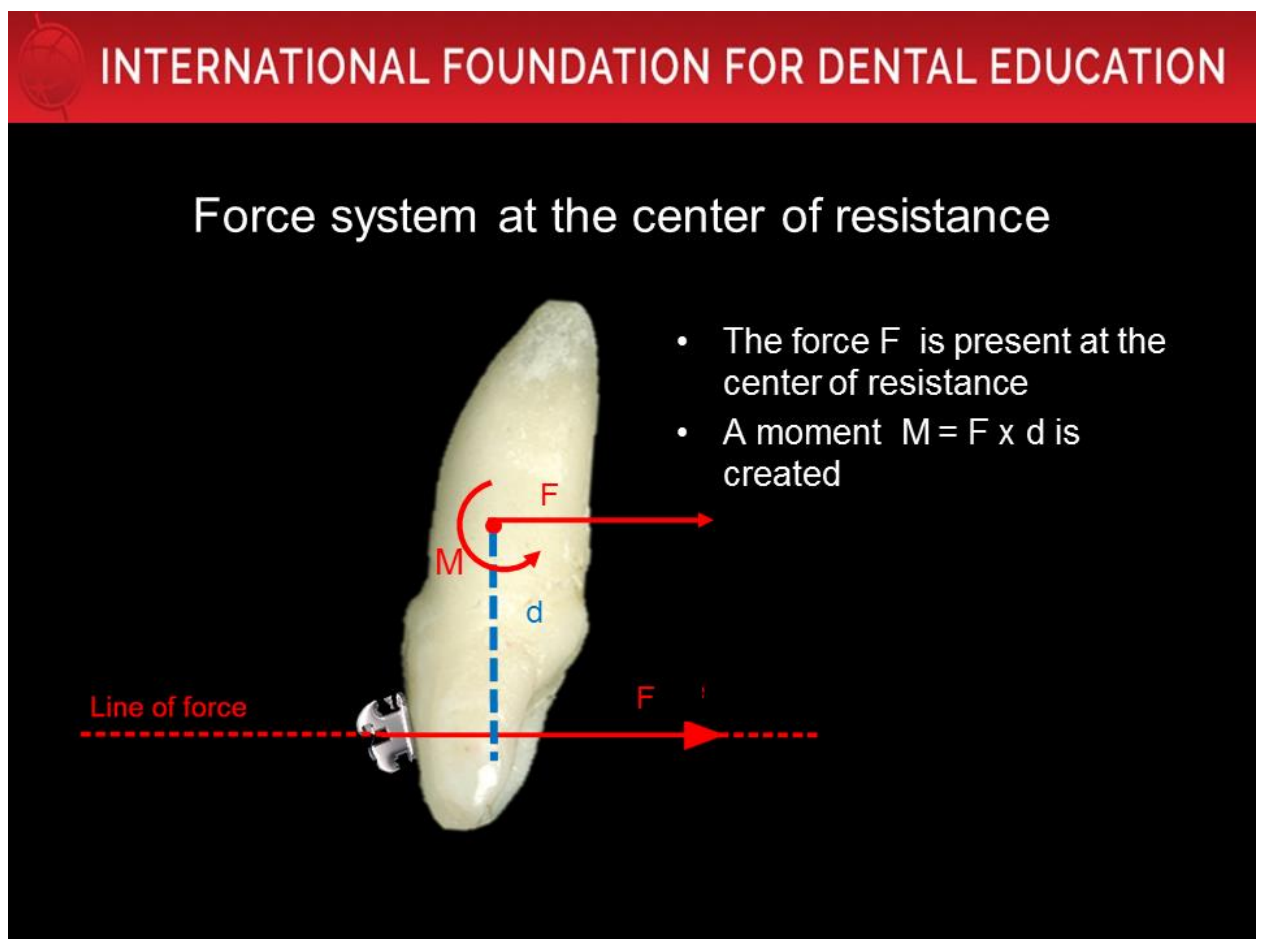 INTERNATIONAL FOUNDATION FOR DENTAL EDUCATION
Force system at the center of resistance
• The force F is present at the
center of resistance
• A moment M = F x d is
created
F
M
d
Line of force
F